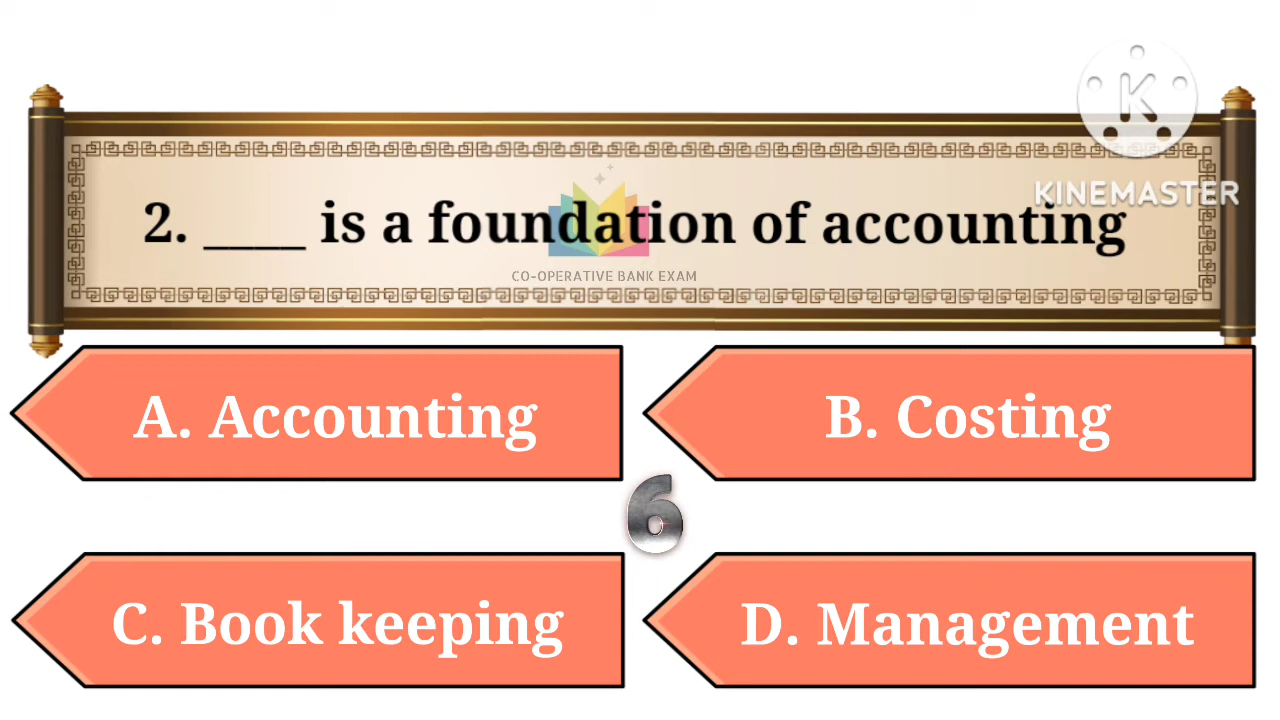 K
KINEMASTER
2. ____ is a foundation of accounting
CO-OPERATIVE BANK EXAM
A. Accounting
B. Costing
6
C. Book keeping
D. Management